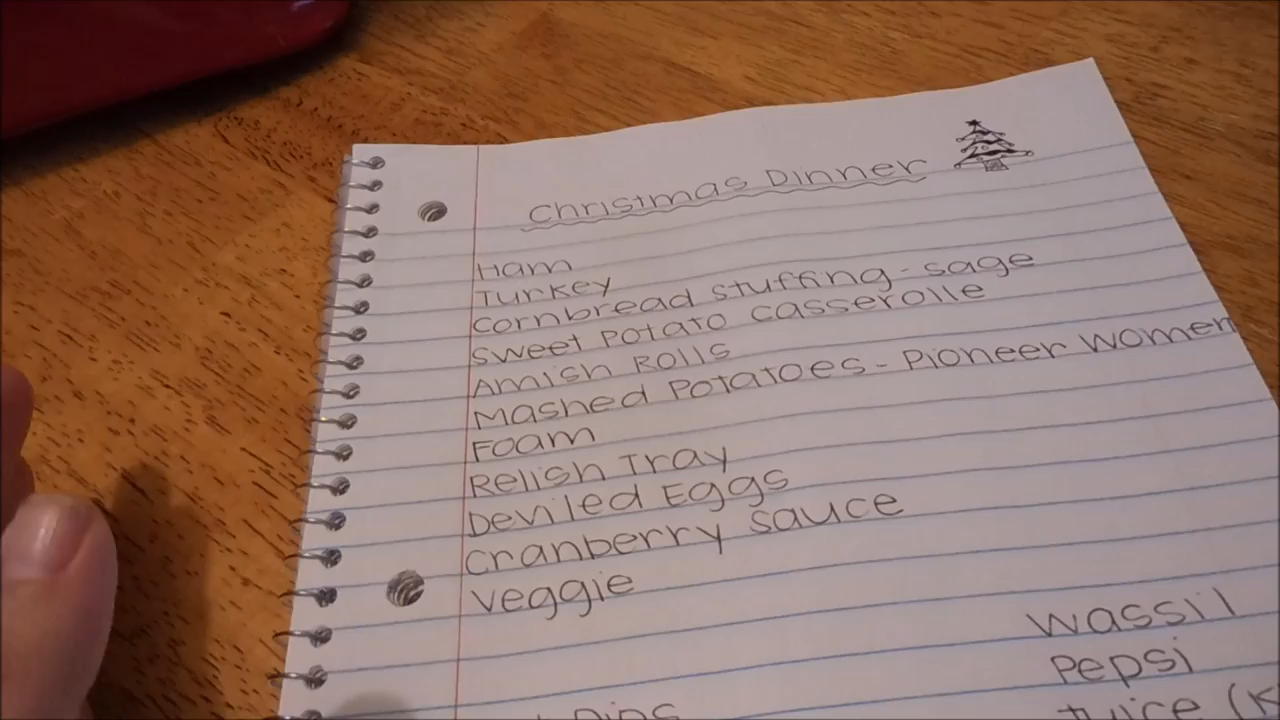 Christmas Dinner
Ham
Turkey
Cornbread stuffing - sage
Sweet Potato Casserolle
Amish Rolls
Mashed Potatoes - Pioneer Women
Foam
Relish Tray
Deviled Eggs
Cranberry Sauce
Veggie
Wassil
Pepsi
Dips